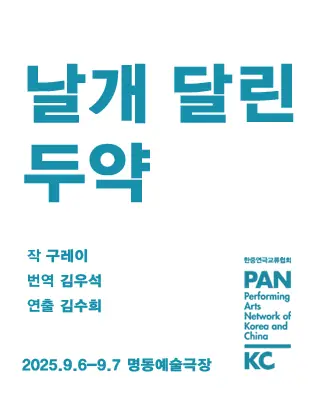 날개 달린
두약
작 구레이
번역 김우석
연출 김수희
한중연극교류협회
PAN
Performing
Arts
Network of
Korea and
China
KC
2025.9.6–9.7 명동예술극장